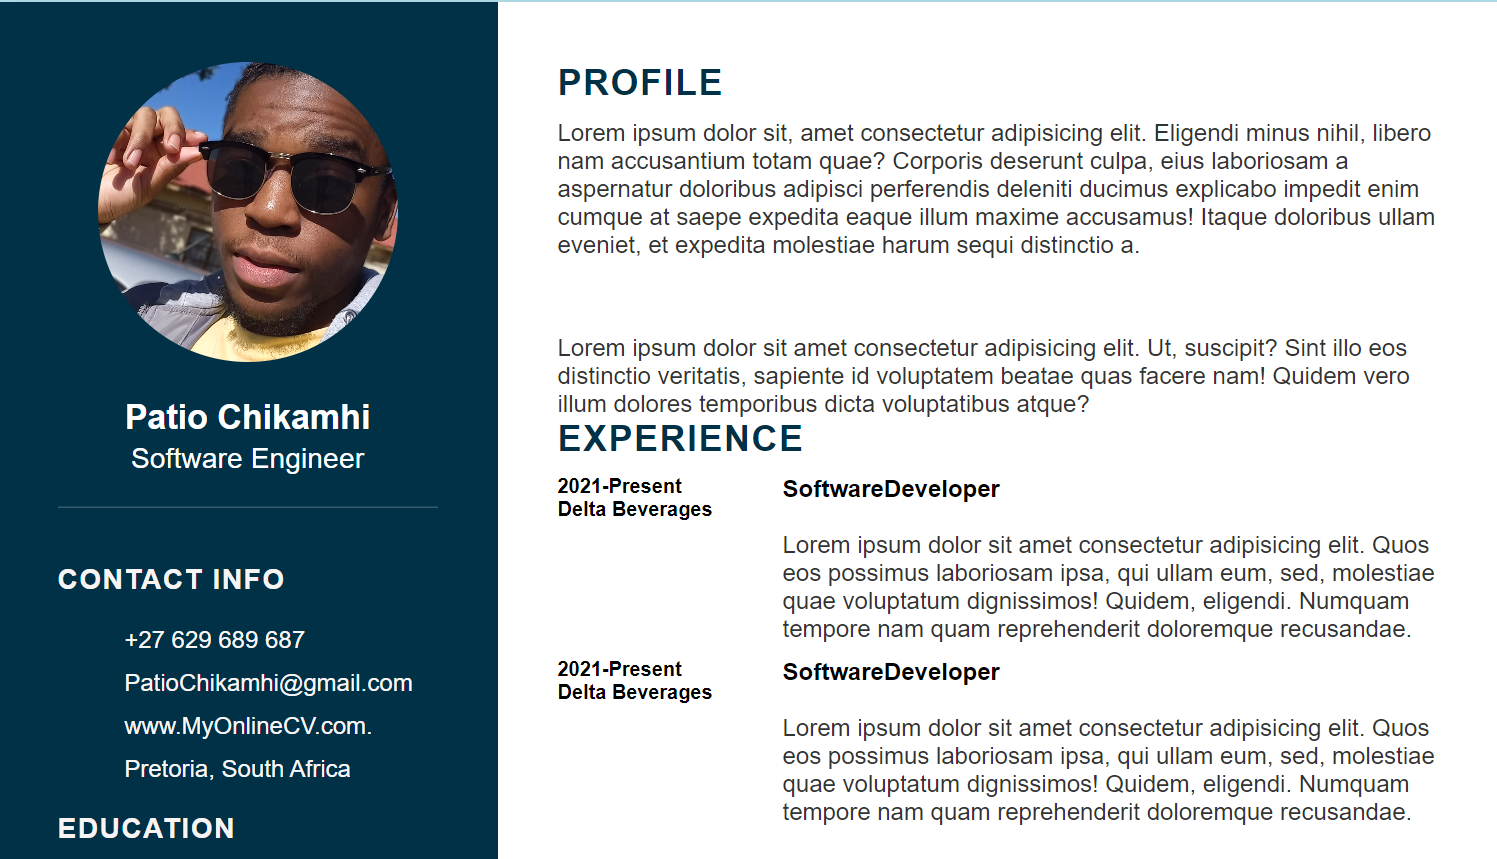 Patio Chikamhi
Software Engineer
CONTACT INFO
+27 629 689 687
PatioChikamhi@gmail.com
www.MyOnlineCV.com.
Pretoria, South Africa
EDUCATION
PROFILE
Lorem ipsum dolor sit, amet consectetur adipisicing elit. Eligendi minus nihil, libero
nam accusantium totam quae? Corporis deserunt culpa, eius laboriosam a
aspernatur doloribus adipisci perferendis deleniti ducimus explicabo impedit enim
cumque at saepe expedita eaque illum maxime accusamus! Itaque doloribus ullam
eveniet, et expedita molestiae harum sequi distinctio a.
Lorem ipsum dolor sit amet consectetur adipisicing elit. Ut, suscipit? Sint illo eos
distinctio veritatis, sapiente id voluptatem beatae quas facere nam! Quidem vero
illum dolores temporibus dicta voluptatibus atque?
EXPERIENCE
2021-Present
Delta Beverages
SoftwareDeveloper
Lorem ipsum dolor sit amet consectetur adipisicing elit. Quos
eos possimus laboriosam ipsa, qui ullam eum, sed, molestiae
quae voluptatum dignissimos! Quidem, eligendi. Numquam
tempore nam quam reprehenderit doloremque recusandae.
2021-Present
Delta Beverages
SoftwareDeveloper
Lorem ipsum dolor sit amet consectetur adipisicing elit. Quos
eos possimus laboriosam ipsa, qui ullam eum, sed, molestiae
quae voluptatum dignissimos! Quidem, eligendi. Numquam
tempore nam quam reprehenderit doloremque recusandae.